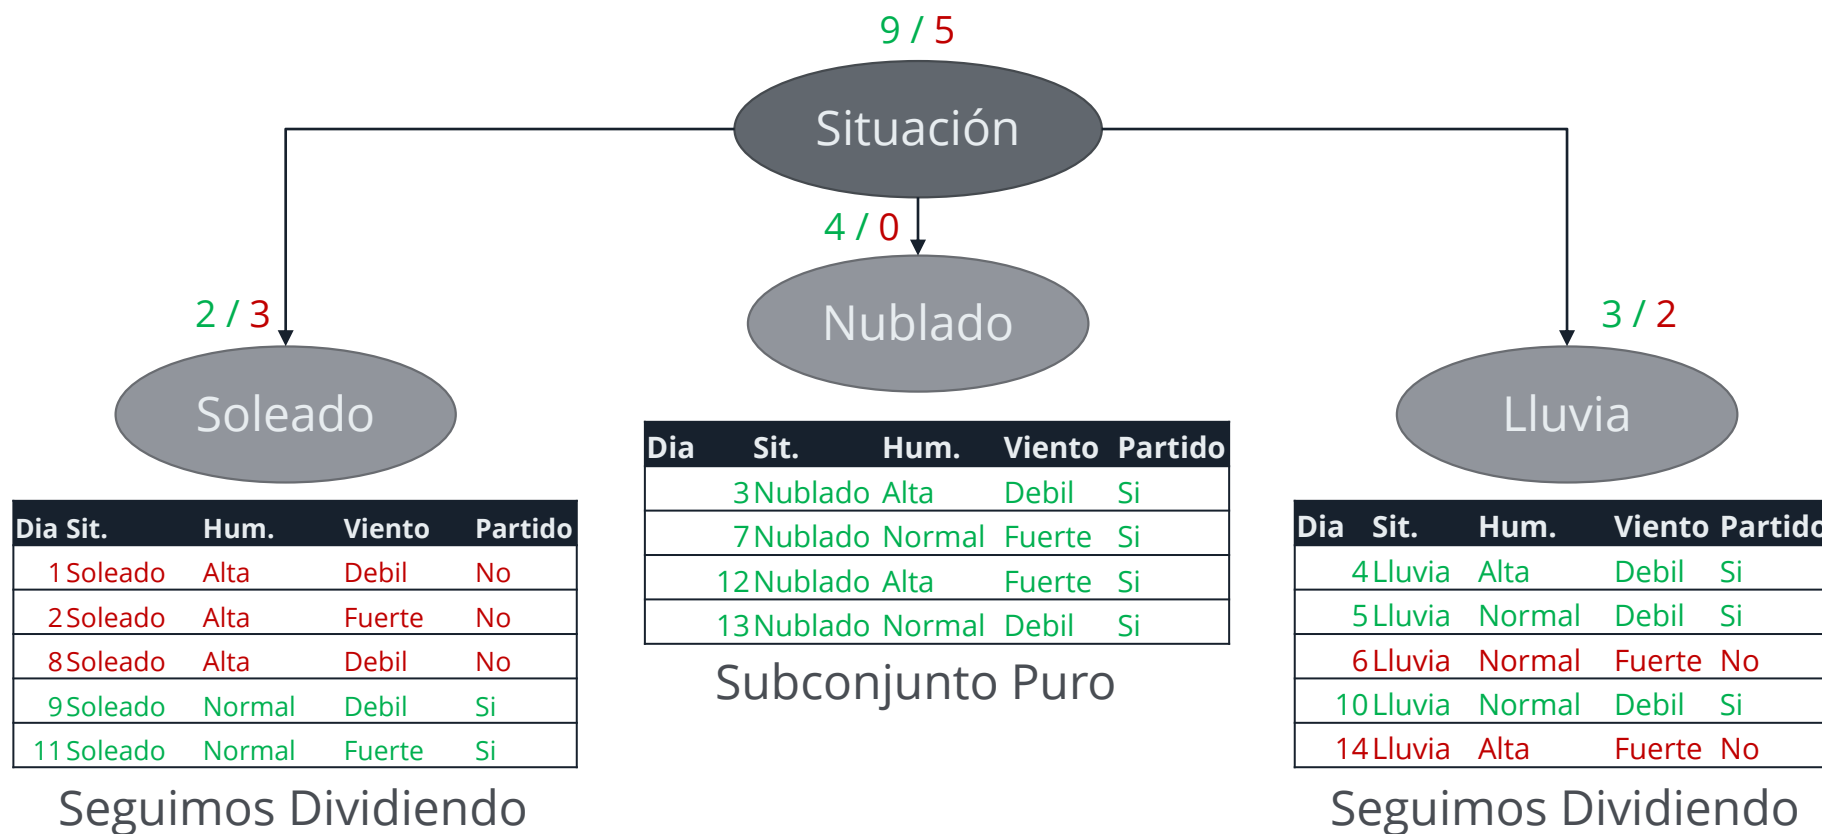 9 / 5
Situación
4 / 0
Nublado
2 / 3
Soleado
3 / 2
Lluvia
Dia Sit. Hum. Viento Partido
3 Nublado Alta Debil Si
7 Nublado Normal Fuerte Si
12 Nublado Alta Fuerte Si
13 Nublado Normal Debil Si
Subconjunto Puro
Dia Sit. Hum. Viento Partido
1 Soleado Alta Debil No
2 Soleado Alta Fuerte No
8 Soleado Alta Debil No
9 Soleado Normal Debil Si
11 Soleado Normal Fuerte Si
Seguimos Dividiendo
Dia Sit. Hum. Viento Partido
4 Lluvia Alta Debil Si
5 Lluvia Normal Debil Si
6 Lluvia Normal Fuerte No
10 Lluvia Normal Debil Si
14 Lluvia Alta Fuerte No
Seguimos Dividiendo